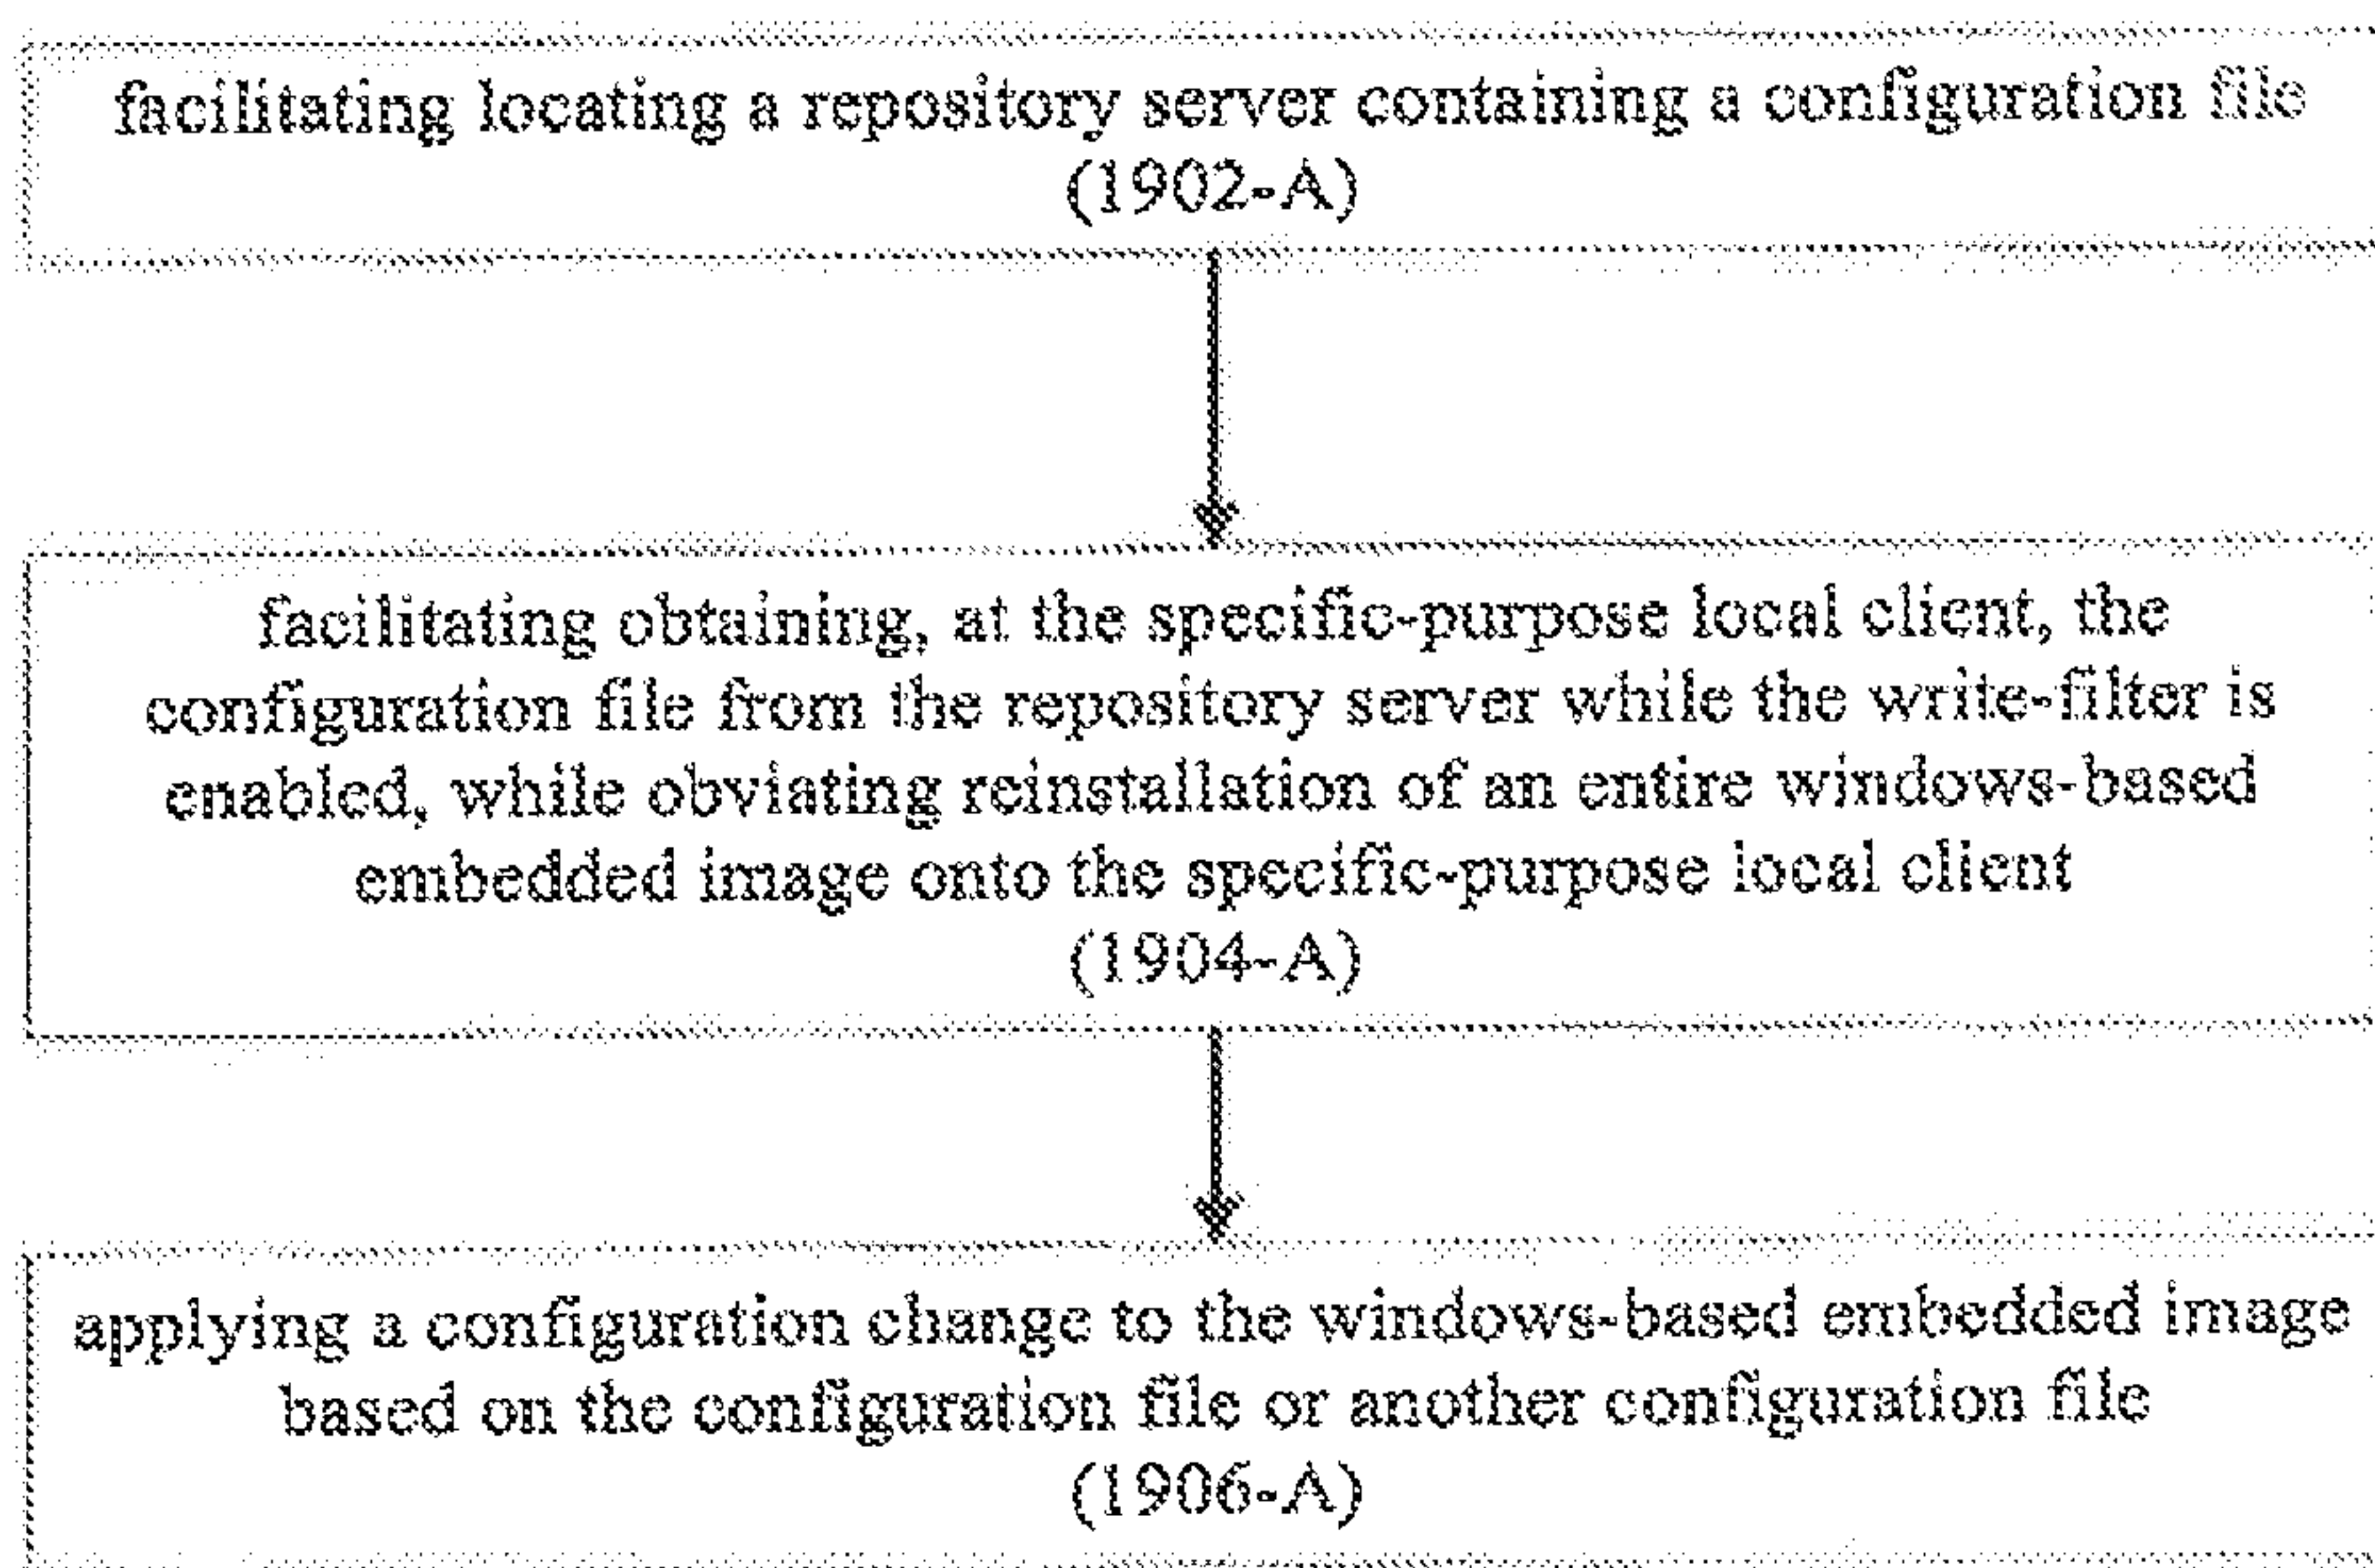 facilitating locating a repository server containing a configuration file
(1902-A)
facilitating obtaining, at the specific-purpose local client, the
configuration file from the repository server while the write-filter is
enabled, while obviating reinstallation of an entire windows-based
embedded image onto the specific-purpose local client
(1904-A)
applying a configuration change to the windows-based embedded image
based on the configuration file or another configuration file
(1906-A)